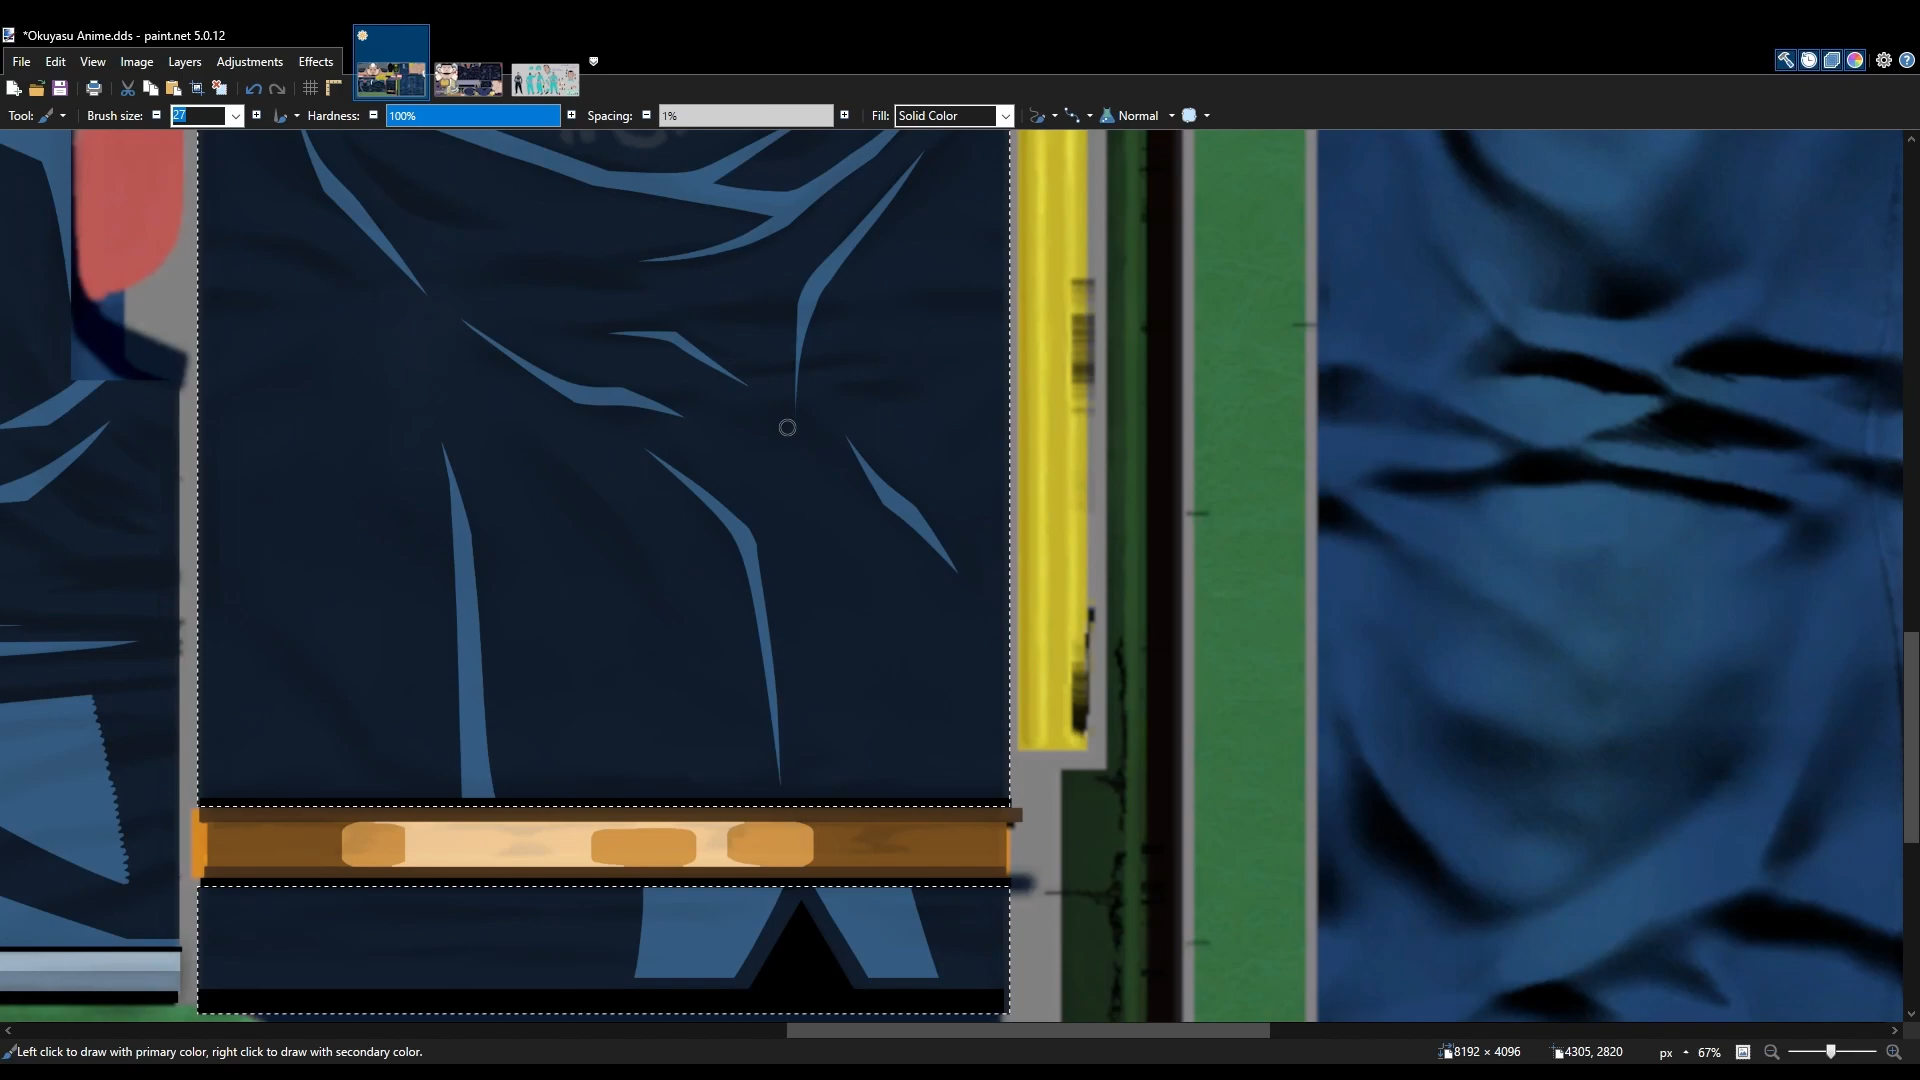 *Okuyasu Anime.dds - paint.net 5.0.12
File Edit View Image Layers Adjustments Effects
Tool: Brush size: 27 Hardness: 100% Spacing: 1% Fill: Solid Color Normal
Left click to draw with primary color, right click to draw with secondary color. 8192 × 4096 4305, 2820 px 67%